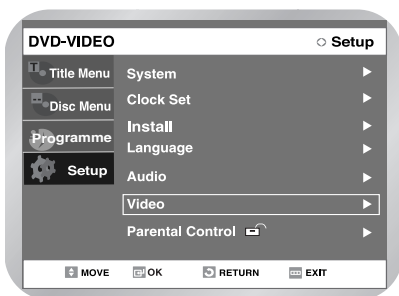 DVD-VIDEO
Setup
Title Menu
Disc Menu
Programme
Setup
System
Clock Set
Install
Language
Audio
Video
Parental Control
MOVE OK RETURN EXIT